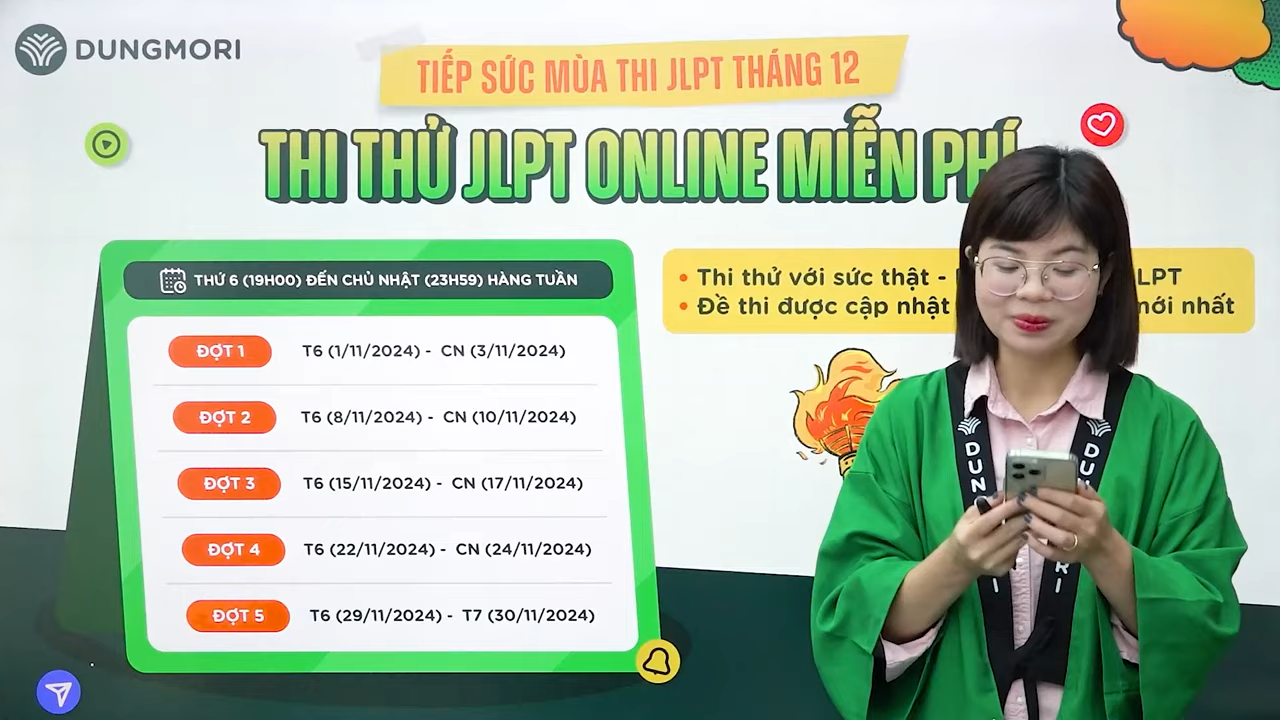 DUNGMORI
TIẾP SỨC MÙA THI JLPT THÁNG 12
THI THỬ JLPT ONLINE MIỄN PHÍ
THỨ 6 (19H00) ĐẾN CHỦ NHẬT (23H59) HÀNG TUẦN
ĐỢT 1 T6 (1/11/2024) - CN (3/11/2024)
ĐỢT 2 T6 (8/11/2024) - CN (10/11/2024)
ĐỢT 3 T6 (15/11/2024) - CN (17/11/2024)
ĐỢT 4 T6 (22/11/2024) - CN (24/11/2024)
ĐỢT 5 T6 (29/11/2024) - T7 (30/11/2024)
• Thi thử với sức thật - LPT
• Đề thi được cập nhật nhất